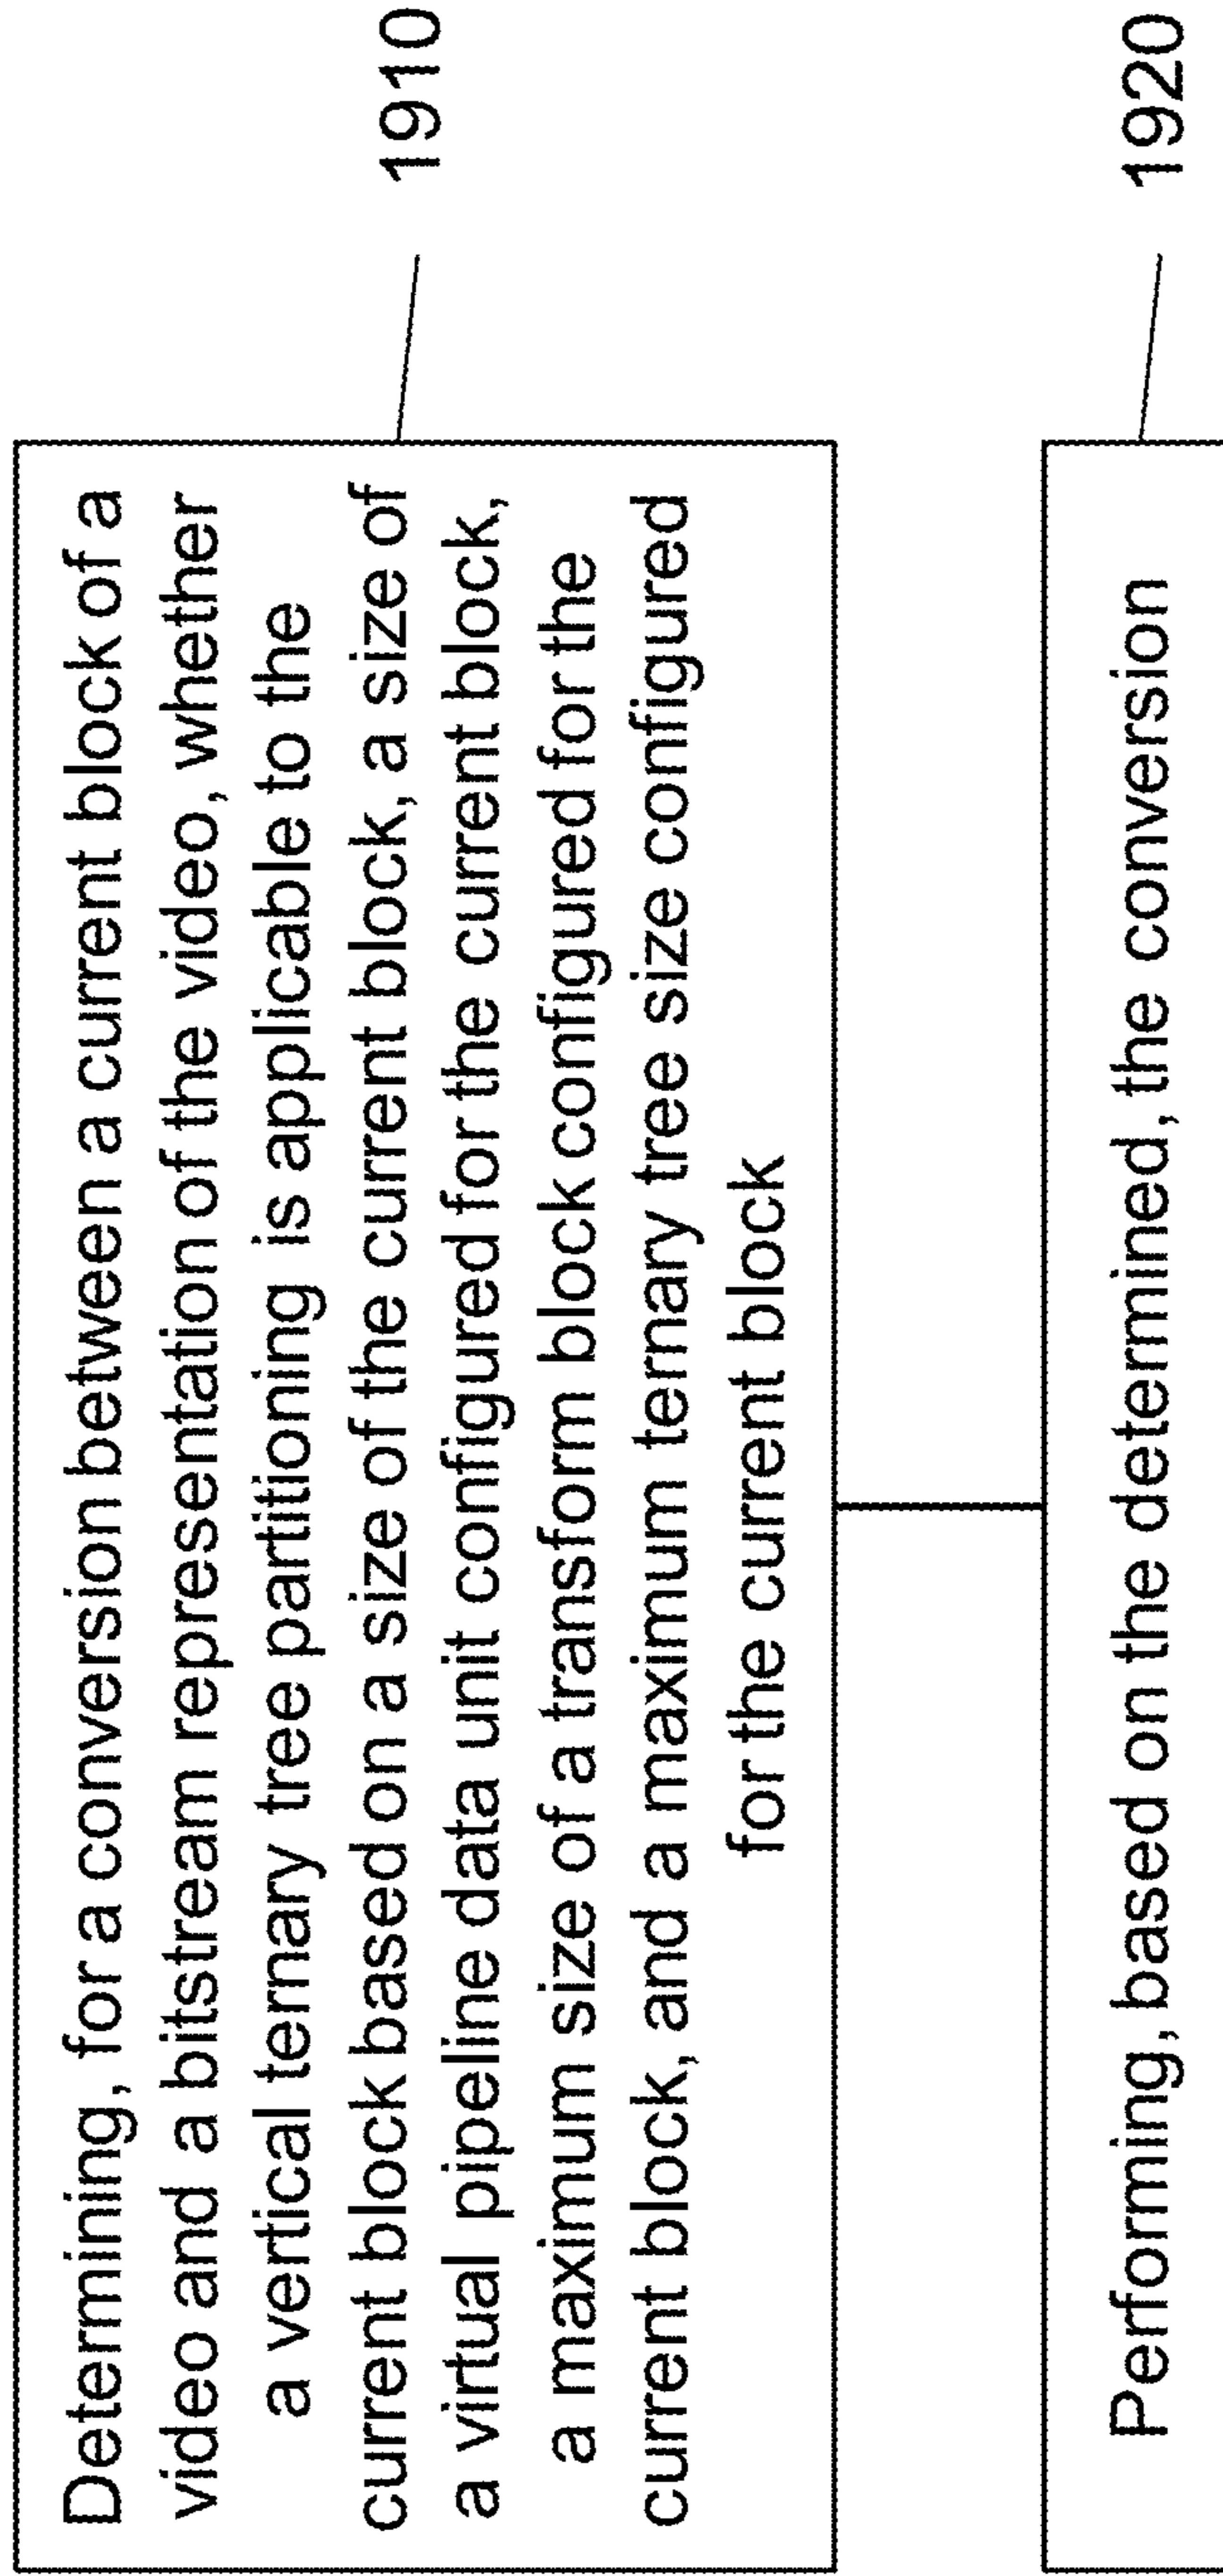 Determining, for a conversion between a current block of a
video and a bitstream representation of the video, whether
a vertical ternary tree partitioning is applicable to the
current block based on a size of the current block, a size of
a virtual pipeline data unit configured for the current block,
a maximum size of a transform block configured for the
current block, and a maximum ternary tree size configured
for the current block
1910
Performing, based on the determined, the conversion
1920